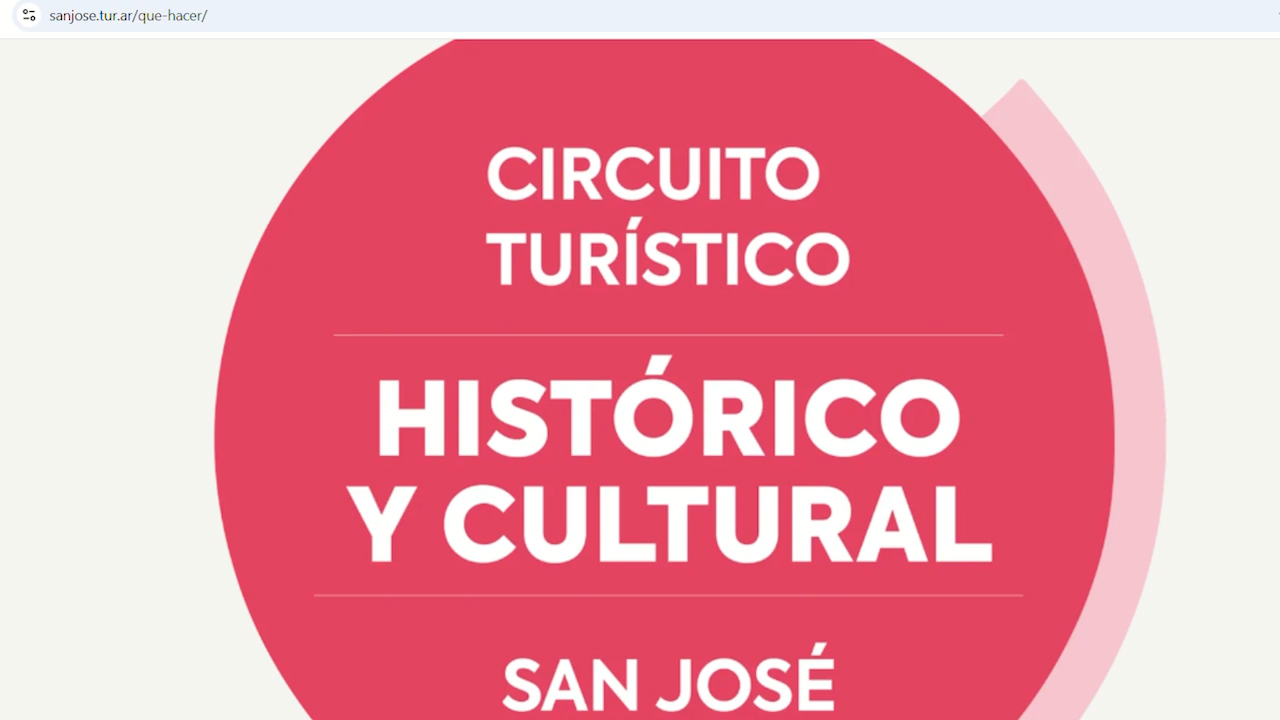 sanjose.tur.ar/que-hacer/
CIRCUITO
TURÍSTICO
HISTÓRICO
Y CULTURAL
SAN JOSÉ